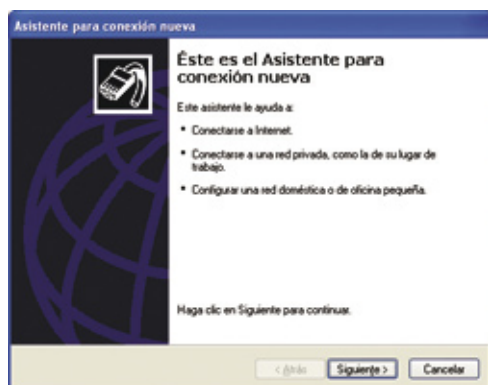 Asistente para conexión nueva
Éste es el Asistente para
conexión nueva
Este asistente le ayuda a:
• Conectarse a Internet.
• Conectarse a una red privada, como la de su lugar de
trabajo.
• Configurar una red doméstica o de oficina pequeña.
Haga clic en Siguiente para continuar.
< Atrás
Siguiente >
Cancelar